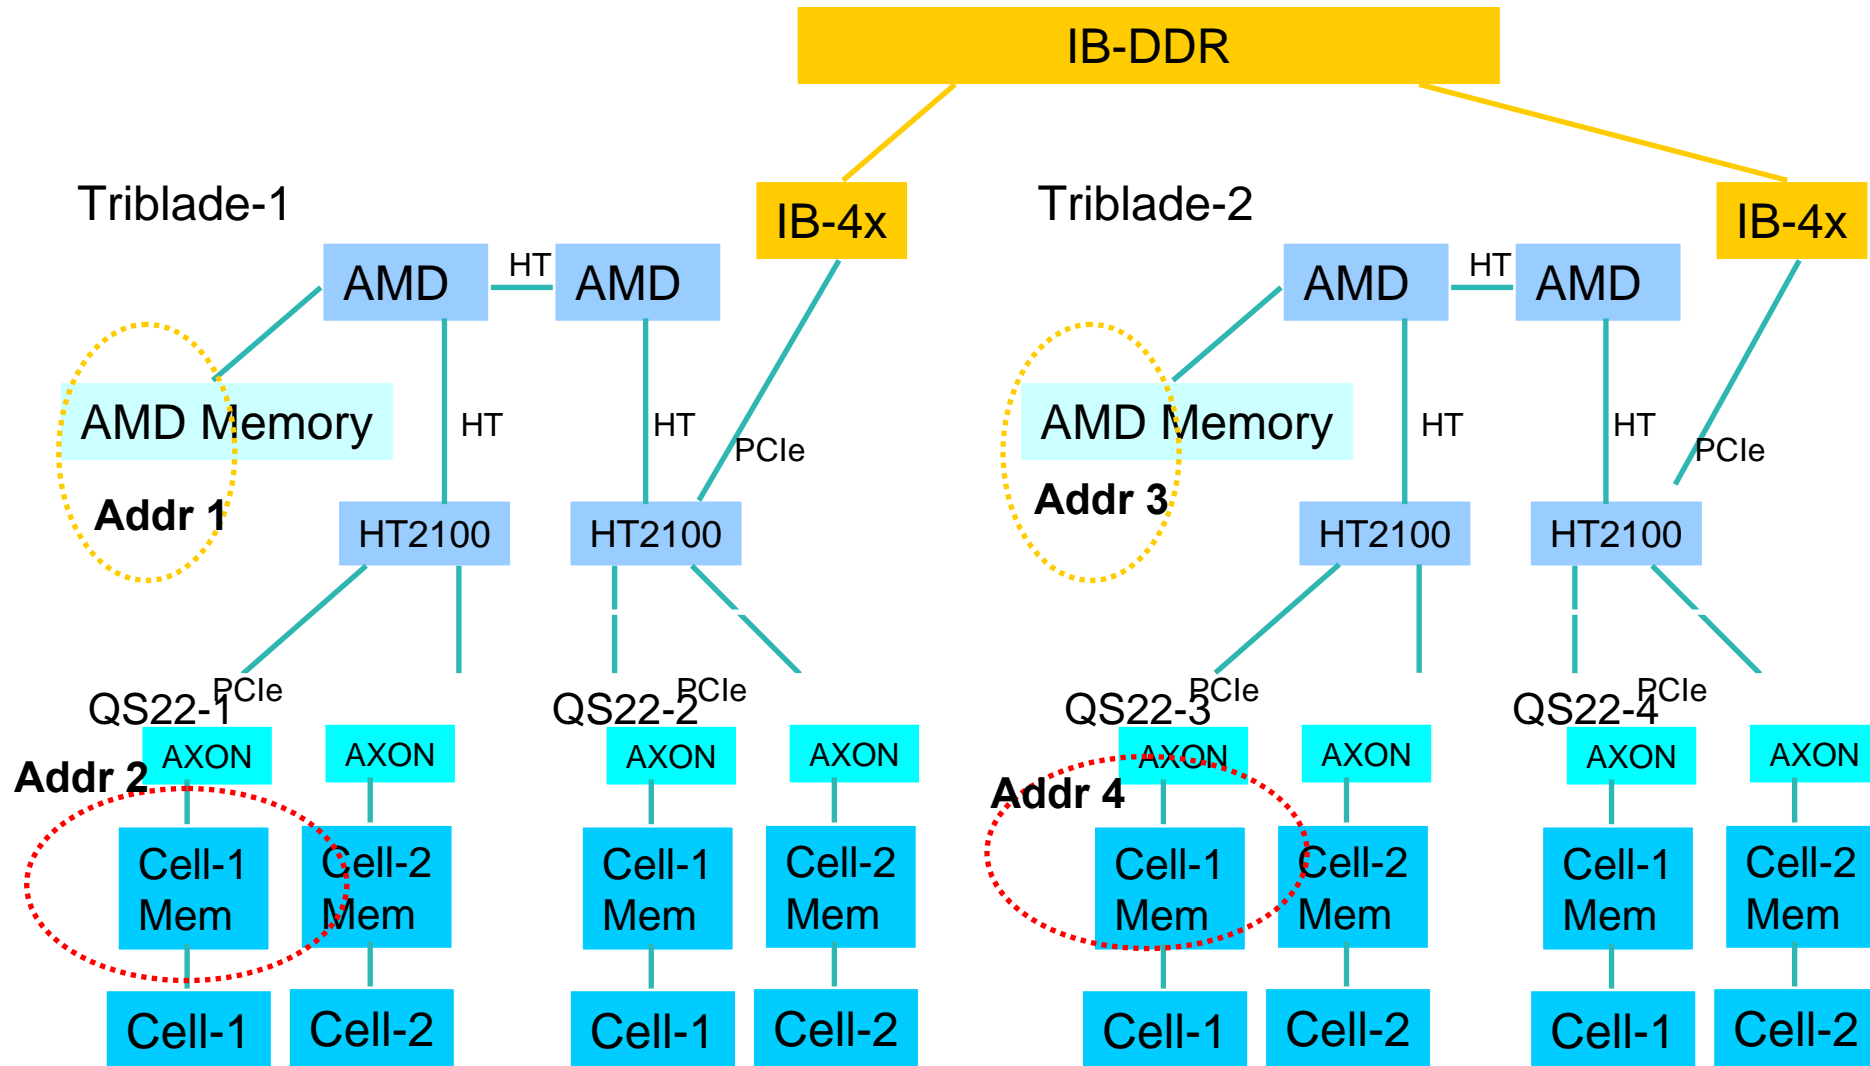 IB-DDR
Triblade-1
IB-4x
Triblade-2
IB-4x
AMD
HT
AMD
AMD
HT
AMD
AMD Memory
HT
HT
PCIe
AMD Memory
HT
HT
PCIe
Addr 1
HT2100
HT2100
Addr 3
HT2100
HT2100
QS22-1
PCIe
QS22-2
PCIe
QS22-3
PCIe
QS22-4
PCIe
Addr 2
AXON
AXON
AXON
AXON
Addr 4
AXON
AXON
AXON
AXON
Cell-1
Mem
Cell-2
Mem
Cell-1
Mem
Cell-2
Mem
Cell-1
Mem
Cell-2
Mem
Cell-1
Mem
Cell-2
Mem
Cell-1
Cell-2
Cell-1
Cell-2
Cell-1
Cell-2
Cell-1
Cell-2